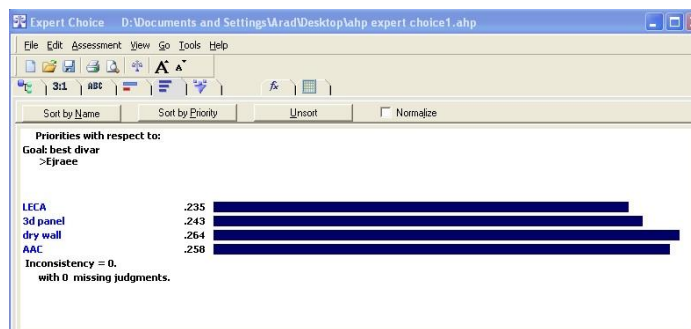 Expert Choice D:\Documents and Settings\Arad\Desktop\ahp expert choice1.ahp
File Edit Assessment View Go Tools Help
A A
3:1 ABC fx
Sort by Name Sort by Priority Unsort Normalize
Priorities with respect to:
Goal: best divar
>Ejraee
LECA .235
3d panel .243
dry wall .264
AAC .258
Inconsistency = 0.
with 0 missing judgments.